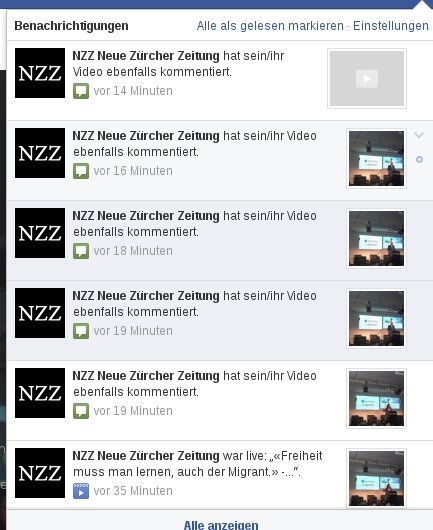 Benachrichtigungen Alle als gelesen markieren · Einstellungen
NZZ NZZ Neue Zürcher Zeitung hat sein/ihr
Video ebenfalls kommentiert.
vor 14 Minuten
NZZ NZZ Neue Zürcher Zeitung hat sein/ihr Video
ebenfalls kommentiert.
vor 16 Minuten
NZZ NZZ Neue Zürcher Zeitung hat sein/ihr Video
ebenfalls kommentiert.
vor 18 Minuten
NZZ NZZ Neue Zürcher Zeitung hat sein/ihr Video
ebenfalls kommentiert.
vor 19 Minuten
NZZ NZZ Neue Zürcher Zeitung hat sein/ihr Video
ebenfalls kommentiert.
vor 19 Minuten
NZZ NZZ Neue Zürcher Zeitung war live: „«Freiheit
muss man lernen, auch der Migrant.» -...“.
vor 35 Minuten
Alle anzeigen